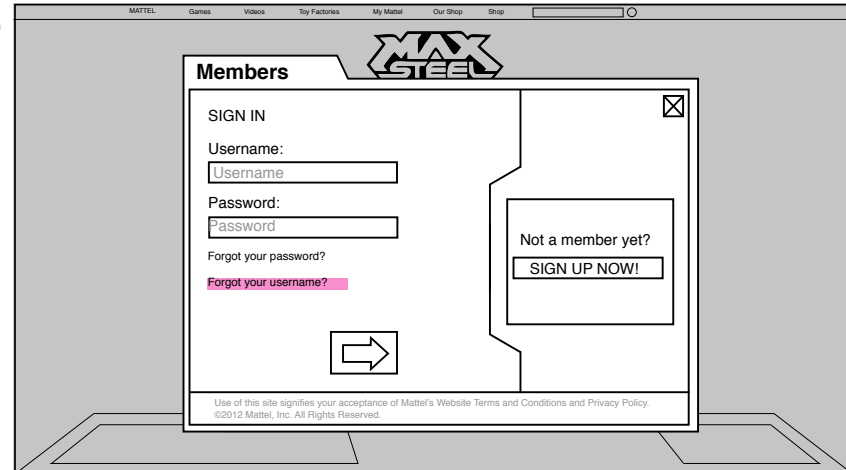 MATTEL Games Videos Toy Factories My Mattel Our Shop Shop
MAX
STEEL
Members
SIGN IN
Username:
Username
Password:
Password
Forgot your password?
Forgot your username?
Not a member yet?
SIGN UP NOW!
Use of this site signifies your acceptance of Mattel's Website Terms and Conditions and Privacy Policy.
©2012 Mattel, Inc. All Rights Reserved.